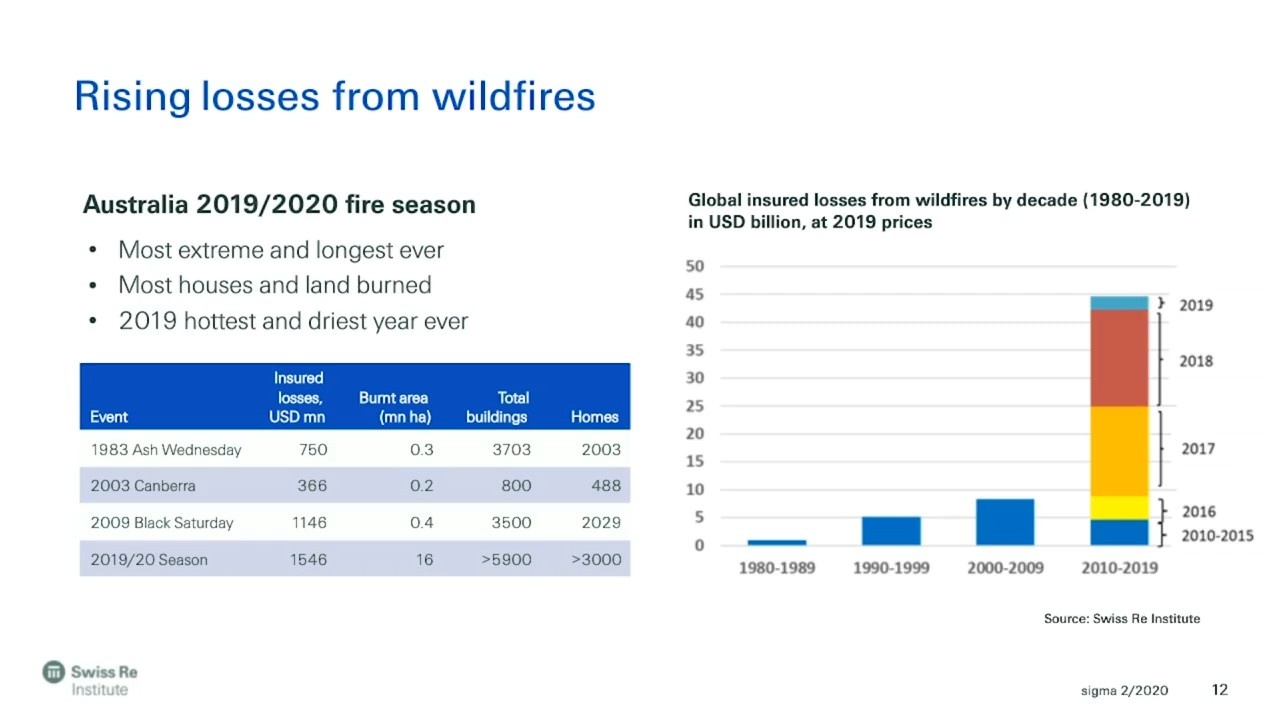 Rising losses from wildfires
Australia 2019/2020 fire season
• Most extreme and longest ever
• Most houses and land burned
• 2019 hottest and driest year ever
Event Insured losses, USD mn Burnt area (mn ha) Total buildings Homes
1983 Ash Wednesday 750 0.3 3703 2003
2003 Canberra 366 0.2 800 488
2009 Black Saturday 1146 0.4 3500 2029
2019/20 Season 1546 16 >5900 >3000
Global insured losses from wildfires by decade (1980-2019)
in USD billion, at 2019 prices
50
45
40
35
30
25
20
15
10
5
0
2019
2018
2017
2016
2010-2015
1980-1989 1990-1999 2000-2009 2010-2019
Source: Swiss Re Institute
Swiss Re
Institute
sigma 2/2020 12